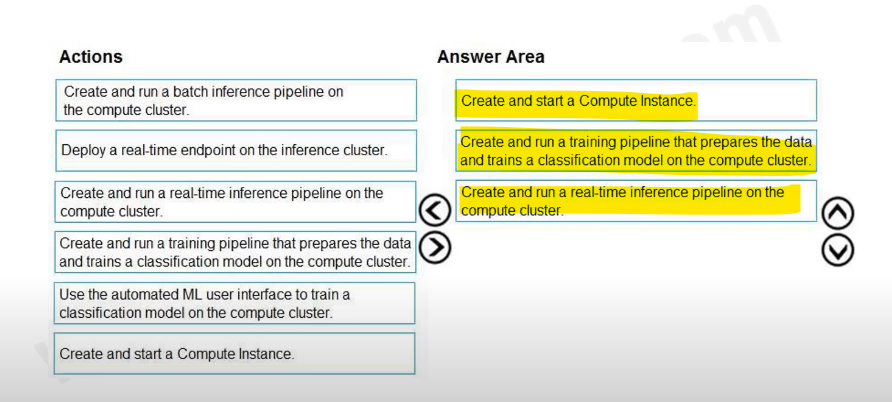 Actions
Create and run a batch inference pipeline on
the compute cluster.
Deploy a real-time endpoint on the inference cluster.
Create and run a real-time inference pipeline on the
compute cluster.
Create and run a training pipeline that prepares the data
and trains a classification model on the compute cluster.
Use the automated ML user interface to train a
classification model on the compute cluster.
Create and start a Compute Instance.
Answer Area
Create and start a Compute Instance.
Create and run a training pipeline that prepares the data
and trains a classification model on the compute cluster.
Create and run a real-time inference pipeline on the
compute cluster.